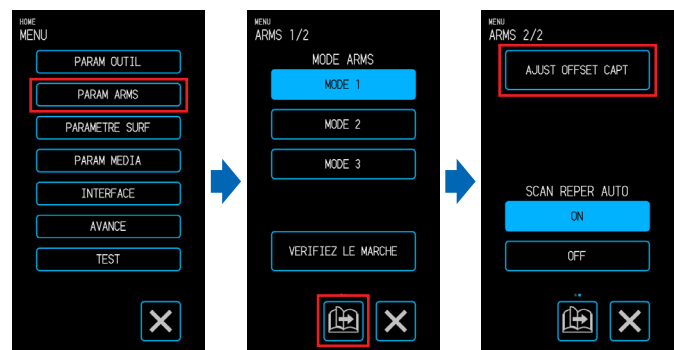 HOME
MENU
PARAM OUTIL
PARAM ARMS
PARAMETRE SURF
PARAM MEDIA
INTERFACE
AVANCE
TEST
MENU
ARMS 1/2
MODE ARMS
MODE 1
MODE 2
MODE 3
VERIFIEZ LE MARCHE
MENU
ARMS 2/2
AJUST OFFSET CAPT
SCAN REPER AUTO
ON
OFF